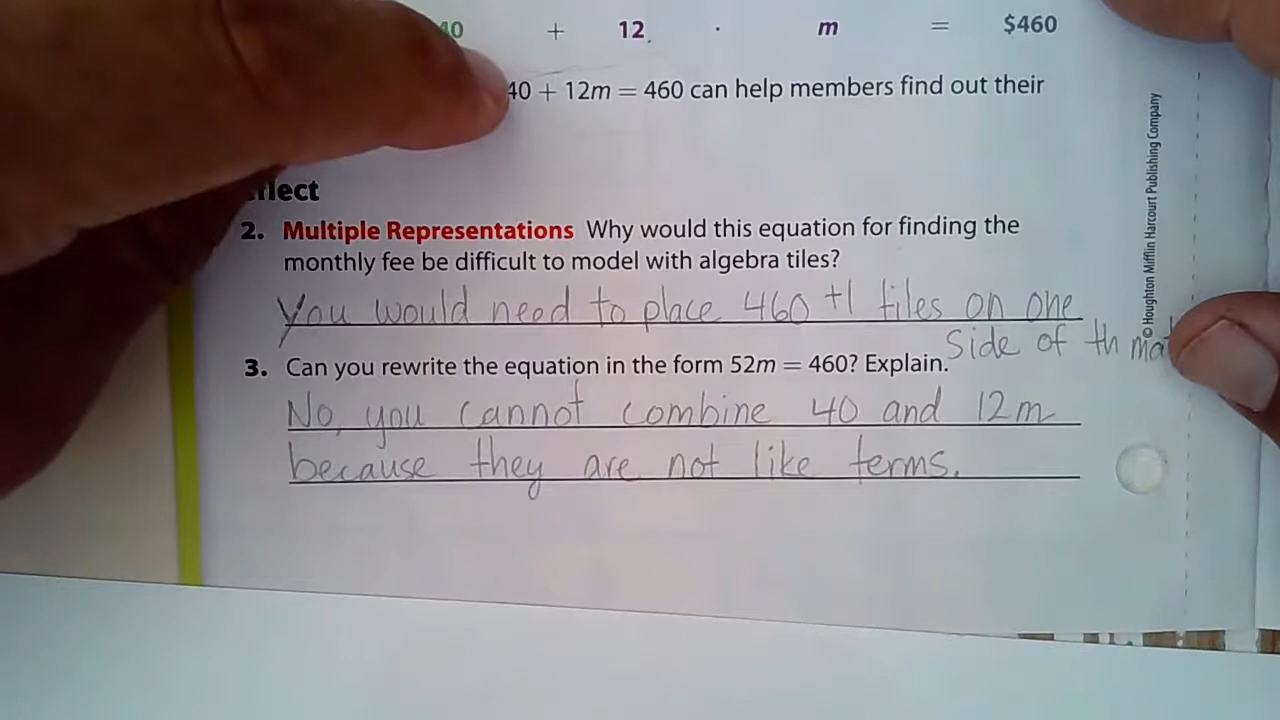 40 + 12 · m = $460
40 + 12m = 460 can help members find out their
2. Multiple Representations Why would this equation for finding the
monthly fee be difficult to model with algebra tiles?
You would need to place 460 +1 tiles on one
side of th mat
3. Can you rewrite the equation in the form 52m = 460? Explain.
No, you cannot combine 40 and 12m
because they are not like terms.
© Houghton Mifflin Harcourt Publishing Company